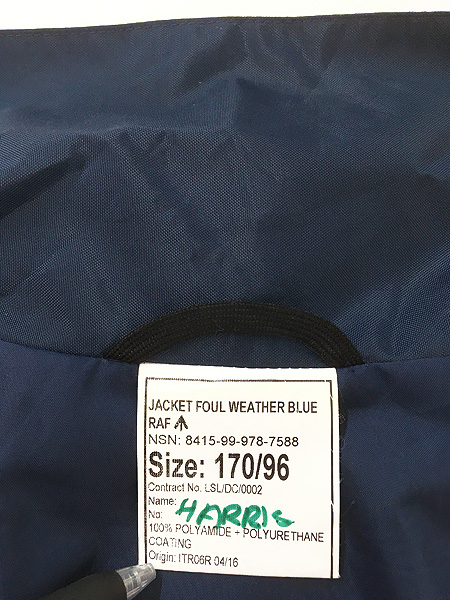 JACKET FOUL WEATHER BLUE
RAF
NSN: 8415-99-978-7588
Size: 170/96
Contract No. LSL/DC/0002
Name:
No: HARRIS
100% POLYAMIDE + POLYURETHANE
COATING
Origin: ITR06R 04/16